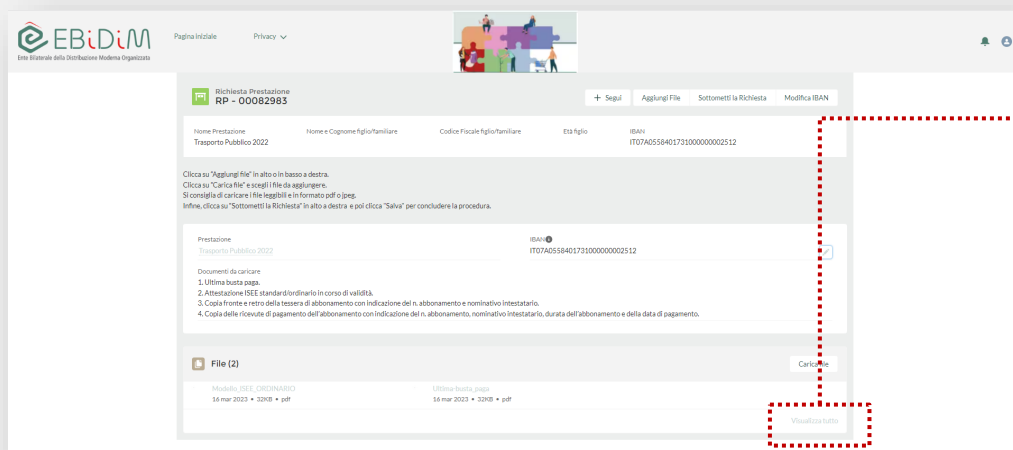 EBiDiM
Ente Bilaterale della Distribuzione Moderna Organizzata
Pagina Iniziale Privacy
Richiesta Prestazione
RP - 00082983
+ Segui Aggiungi File Sottometti la Richiesta Modifica IBAN
Nome Prestazione Nome e Cognome figlio/familiare Codice Fiscale figlio/familiare Età figlio IBAN
Trasporto Pubblico 2022 IT07A0558401731000000002512
Clicca su "Aggiungi file" in alto o in basso a destra.
Clicca su "Carica file" e scegli i file da aggiungere.
Si consiglia di caricare i file leggibili e in formato pdf o jpeg.
Infine, clicca su "Sottometti la Richiesta" in alto a destra e poi clicca "Salva" per concludere la procedura.
Prestazione IBAN
Trasporto Pubblico 2022 IT07A0558401731000000002512
Documenti da caricare
1. Ultima busta paga.
2. Attestazione ISEE standard/ordinario in corso di validità.
3. Copia fronte e retro della tessera di abbonamento con indicazione del n. abbonamento e nominativo intestatario.
4. Copia delle ricevute di pagamento dell'abbonamento con indicazione del n. abbonamento, nominativo intestatario, durata dell'abbonamento e della data di pagamento.
File (2) Carica file
Modello_ISEE_ORDINARIO Ultima-busta_paga
16 mar 2023 • 32KB • pdf 16 mar 2023 • 32KB • pdf
Visualizza tutto